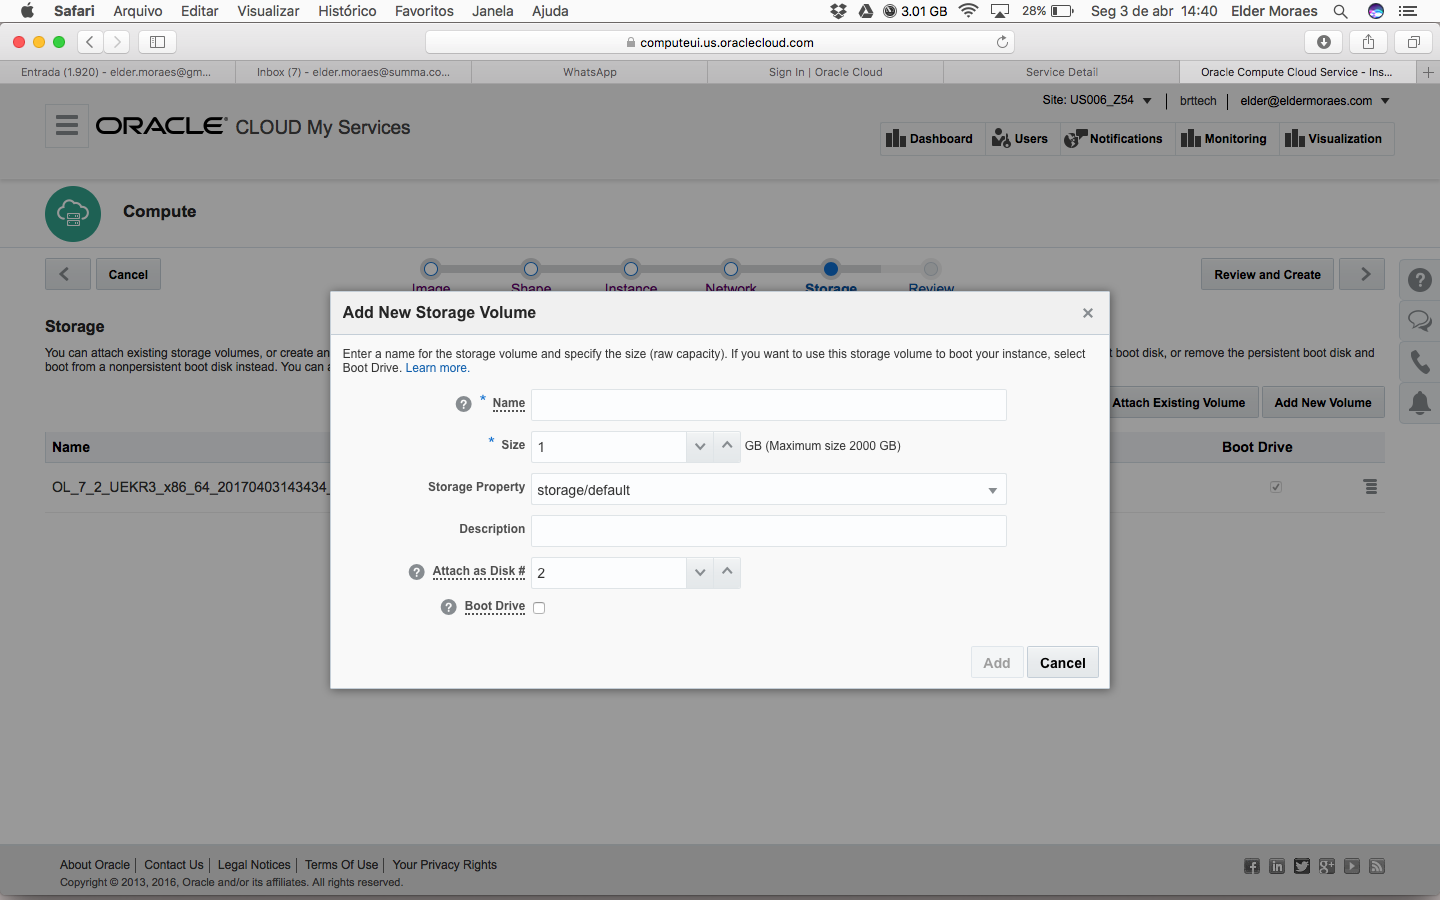 Safari Arquivo Editar Visualizar Histórico Favoritos Janela Ajuda 3.01 GB 28% Seg 3 de abr 14:40 Elder Moraes
computeui.us.oraclecloud.com
Entrada (1.920) - elder.moraes@gm... Inbox (7) - elder.moraes@summa.co... WhatsApp Sign In | Oracle Cloud Service Detail Oracle Compute Cloud Service - Ins...
Site: US006_Z54 brttech elder@eldermoraes.com
ORACLE CLOUD My Services
Dashboard Users Notifications Monitoring Visualization
Compute
Cancel Review and Create
Image Shape Instance Network Storage Review
Add New Storage Volume
Storage
You can attach existing storage volumes, or create an
boot disk, or remove the persistent boot disk and
boot from a nonpersistent boot disk instead. You can a
Enter a name for the storage volume and specify the size (raw capacity). If you want to use this storage volume to boot your instance, select
Boot Drive. Learn more.
Attach Existing Volume Add New Volume
Name Boot Drive
OL_7_2_UEKR3_x86_64_20170403143434_
? * Name
* Size 1 GB (Maximum size 2000 GB)
Storage Property storage/default
Description
? Attach as Disk # 2
? Boot Drive
Add Cancel
About Oracle Contact Us Legal Notices Terms Of Use Your Privacy Rights
Copyright © 2013, 2016, Oracle and/or its affiliates. All rights reserved.